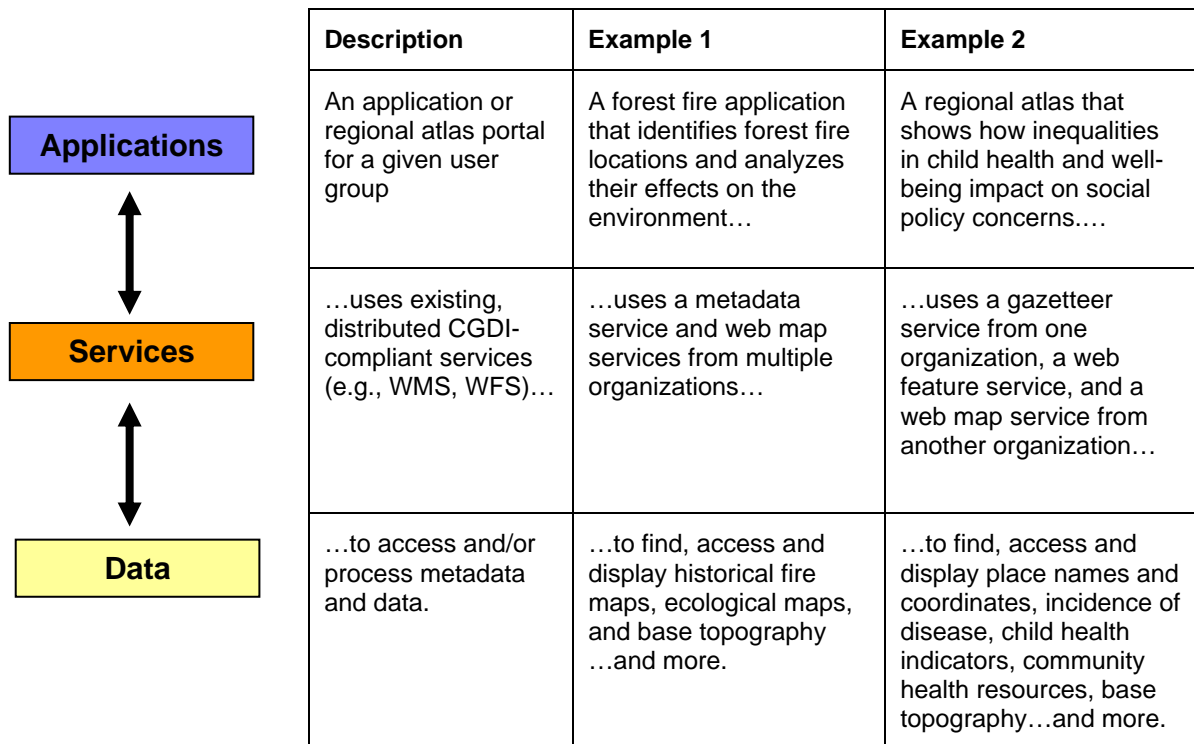 Description
Example 1
Example 2
Applications
An application or
regional atlas portal
for a given user
group
A forest fire application
that identifies forest fire
locations and analyzes
their effects on the
environment…
A regional atlas that
shows how inequalities
in child health and well-
being impact on social
policy concerns.…
Services
…uses existing,
distributed CGDI-
compliant services
(e.g., WMS, WFS)…
…uses a metadata
service and web map
services from multiple
organizations…
…uses a gazetteer
service from one
organization, a web
feature service, and a
web map service from
another organization…
Data
…to access and/or
process metadata
and data.
…to find, access and
display historical fire
maps, ecological maps,
and base topography
…and more.
…to find, access and
display place names and
coordinates, incidence of
disease, child health
indicators, community
health resources, base
topography…and more.